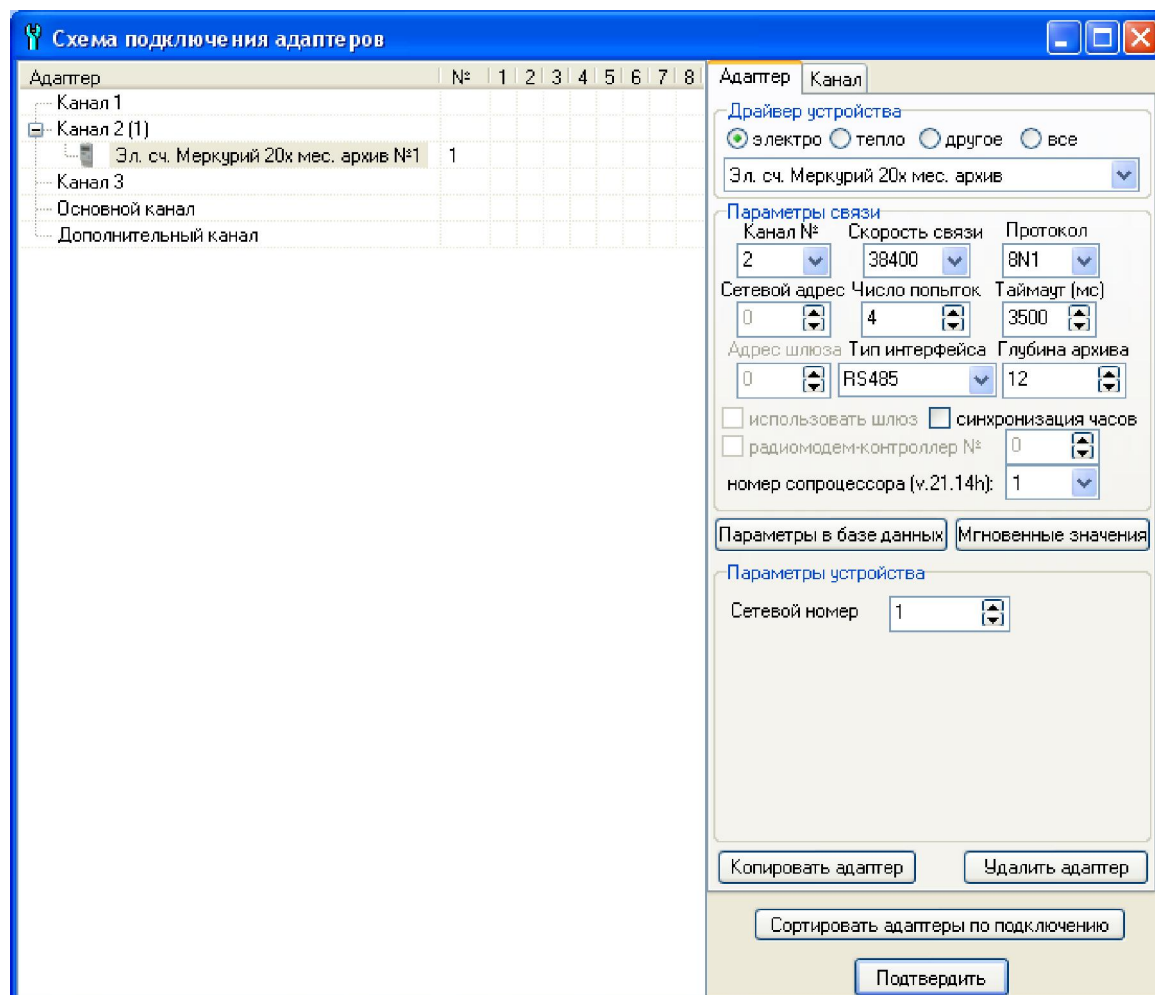 Схема подключения адаптеров
Адаптер № 1 2 3 4 5 6 7 8
Канал 1
Канал 2 (1)
Эл. сч. Меркурий 20х мес. архив №1 1
Канал 3
Основной канал
Дополнительный канал
Адаптер Канал
Драйвер устройства
электро тепло другое все
Эл. сч. Меркурий 20х мес. архив
Параметры связи
Канал № Скорость связи Протокол
2 38400 8N1
Сетевой адрес Число попыток Таймаут (мс)
0 4 3500
Адрес шлюза Тип интерфейса Глубина архива
0 RS485 12
использовать шлюз синхронизация часов
радиомодем-контроллер № 0
номер сопроцессора (v.21.14h): 1
Параметры в базе данных Мгновенные значения
Параметры устройства
Сетевой номер 1
Копировать адаптер Удалить адаптер
Сортировать адаптеры по подключению
Подтвердить